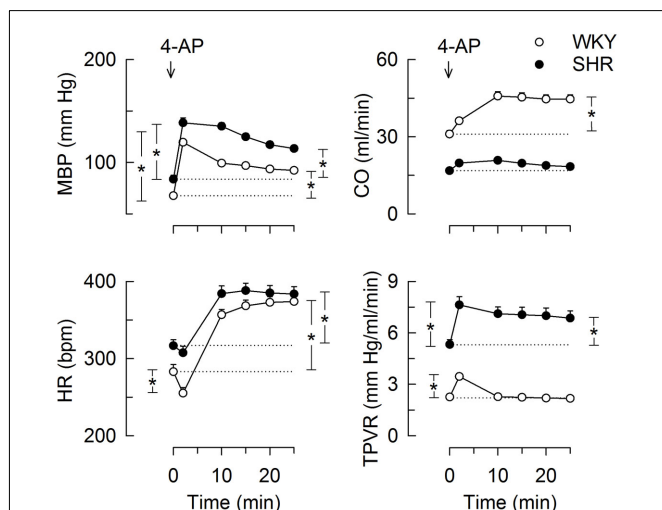 4-AP
200
100
MBP (mm Hg)
*
*
*
*
4-AP
WKY
SHR
60
30
0
CO (ml/min)
*
400
300
200
HR (bpm)
*
*
*
0 10 20
Time (min)
9
6
3
0
TPVR (mm Hg/ml/min)
*
*
*
0 10 20
Time (min)